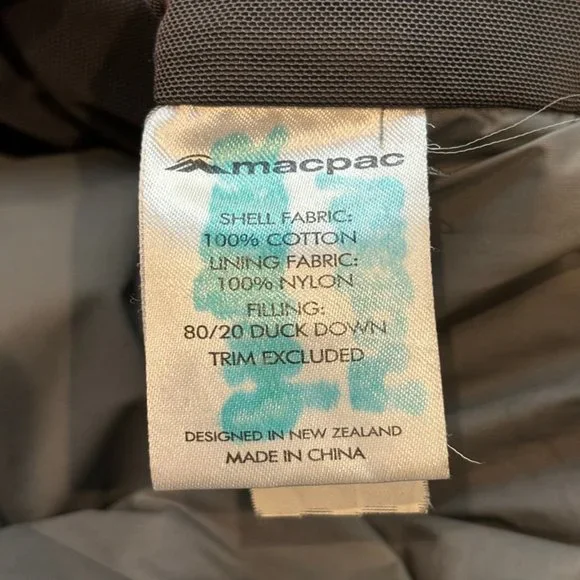 macpac
SHELL FABRIC:
100% COTTON
LINING FABRIC:
100% NYLON
FILLING:
80/20 DUCK DOWN
TRIM EXCLUDED
DESIGNED IN NEW ZEALAND
MADE IN CHINA